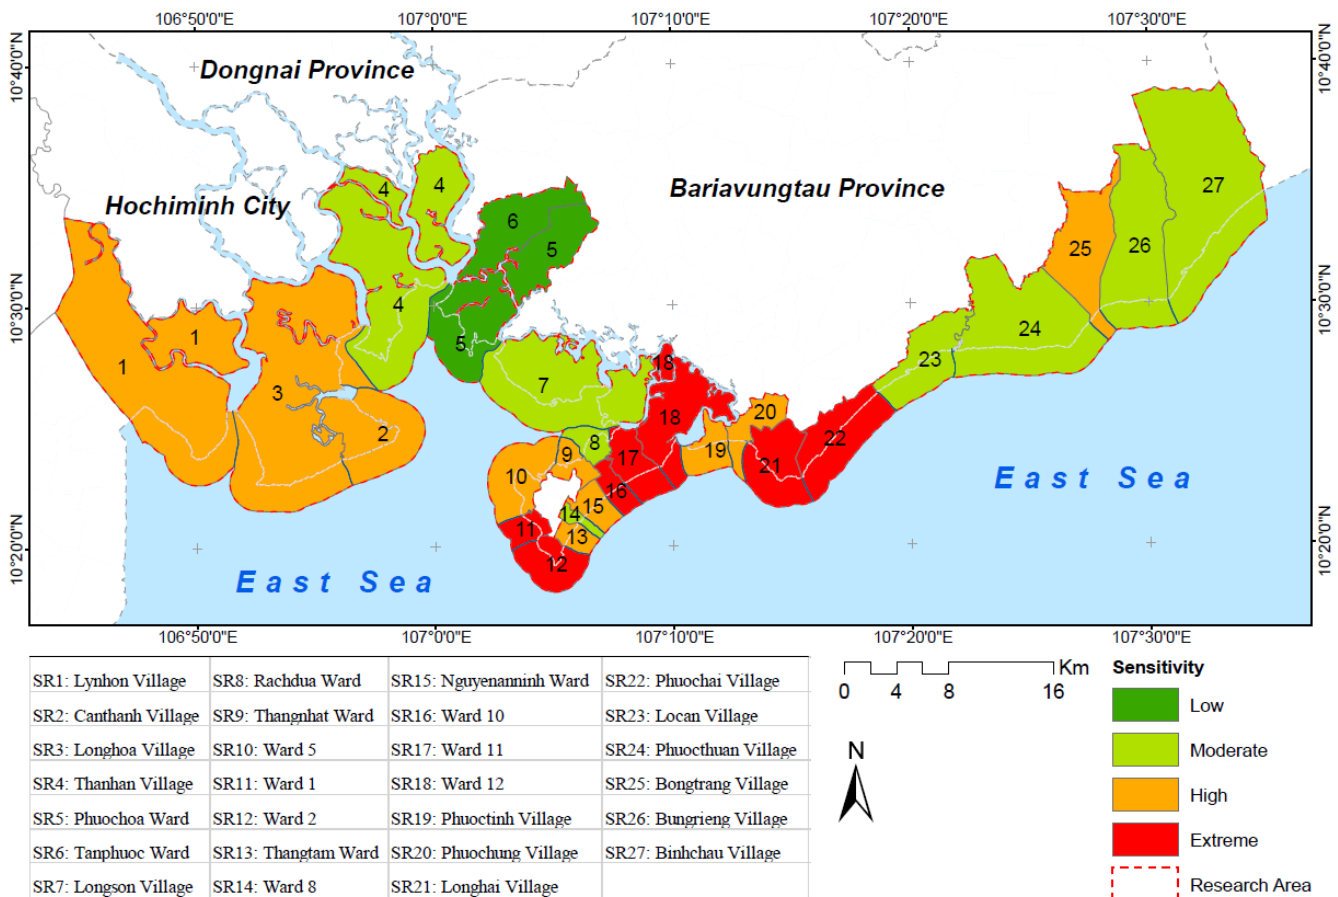 106°50'0"E 107°0'0"E 107°10'0"E 107°20'0"E 107°30'0"E
10°40'0"N 10°40'0"N
Dongnai Province
Hochiminh City
Bariavungtau Province
4 4
6
5
27
26
25
10°30'0"N 10°30'0"N
4
1
1
5
24
23
3
7
18
18
20
2
8
19
22
21
17
9
10
16
15
14
13
11
12
East Sea
East Sea
10°20'0"N 10°20'0"N
106°50'0"E 107°0'0"E 107°10'0"E 107°20'0"E 107°30'0"E
SR1: Lynhon Village SR8: Rachdua Ward SR15: Nguyenanninh Ward SR22: Phuochai Village
SR2: Canthanh Village SR9: Thangnhat Ward SR16: Ward 10 SR23: Locan Village
SR3: Longhoa Village SR10: Ward 5 SR17: Ward 11 SR24: Phuocthuan Village
SR4: Thanhan Village SR11: Ward 1 SR18: Ward 12 SR25: Bongtrang Village
SR5: Phuochoa Ward SR12: Ward 2 SR19: Phuoctinh Village SR26: Bungrieng Village
SR6: Tanphuoc Ward SR13: Thangtam Ward SR20: Phuochung Village SR27: Binhchau Village
SR7: Longson Village SR14: Ward 8 SR21: Longhai Village
Km
0 4 8 16
N
Sensitivity
Low
Moderate
High
Extreme
Research Area